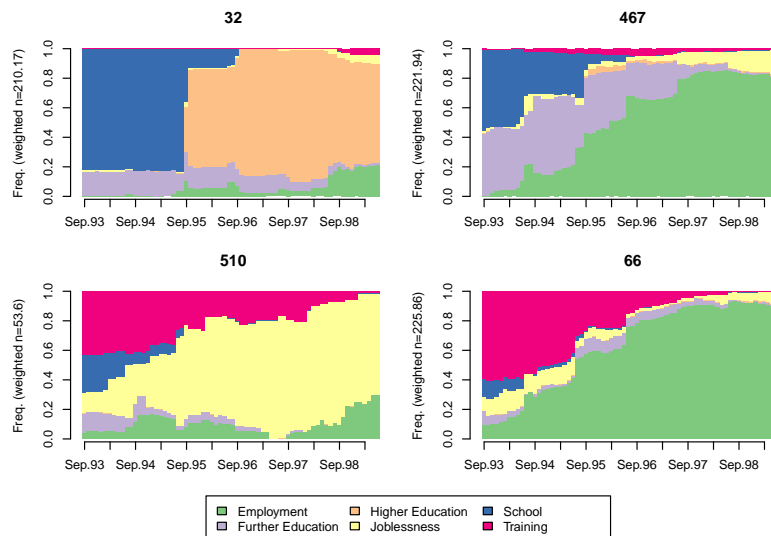 32
467
Freq. (weighted n=210.17)
0.0 0.2 0.4 0.6 0.8 1.0
Sep.93 Sep.94 Sep.95 Sep.96 Sep.97 Sep.98
Freq. (weighted n=221.94)
0.0 0.2 0.4 0.6 0.8 1.0
Sep.93 Sep.94 Sep.95 Sep.96 Sep.97 Sep.98
510
66
Freq. (weighted n=53.6)
0.0 0.2 0.4 0.6 0.8 1.0
Sep.93 Sep.94 Sep.95 Sep.96 Sep.97 Sep.98
Freq. (weighted n=225.86)
0.0 0.2 0.4 0.6 0.8 1.0
Sep.93 Sep.94 Sep.95 Sep.96 Sep.97 Sep.98
Employment Higher Education School
Further Education Joblessness Training